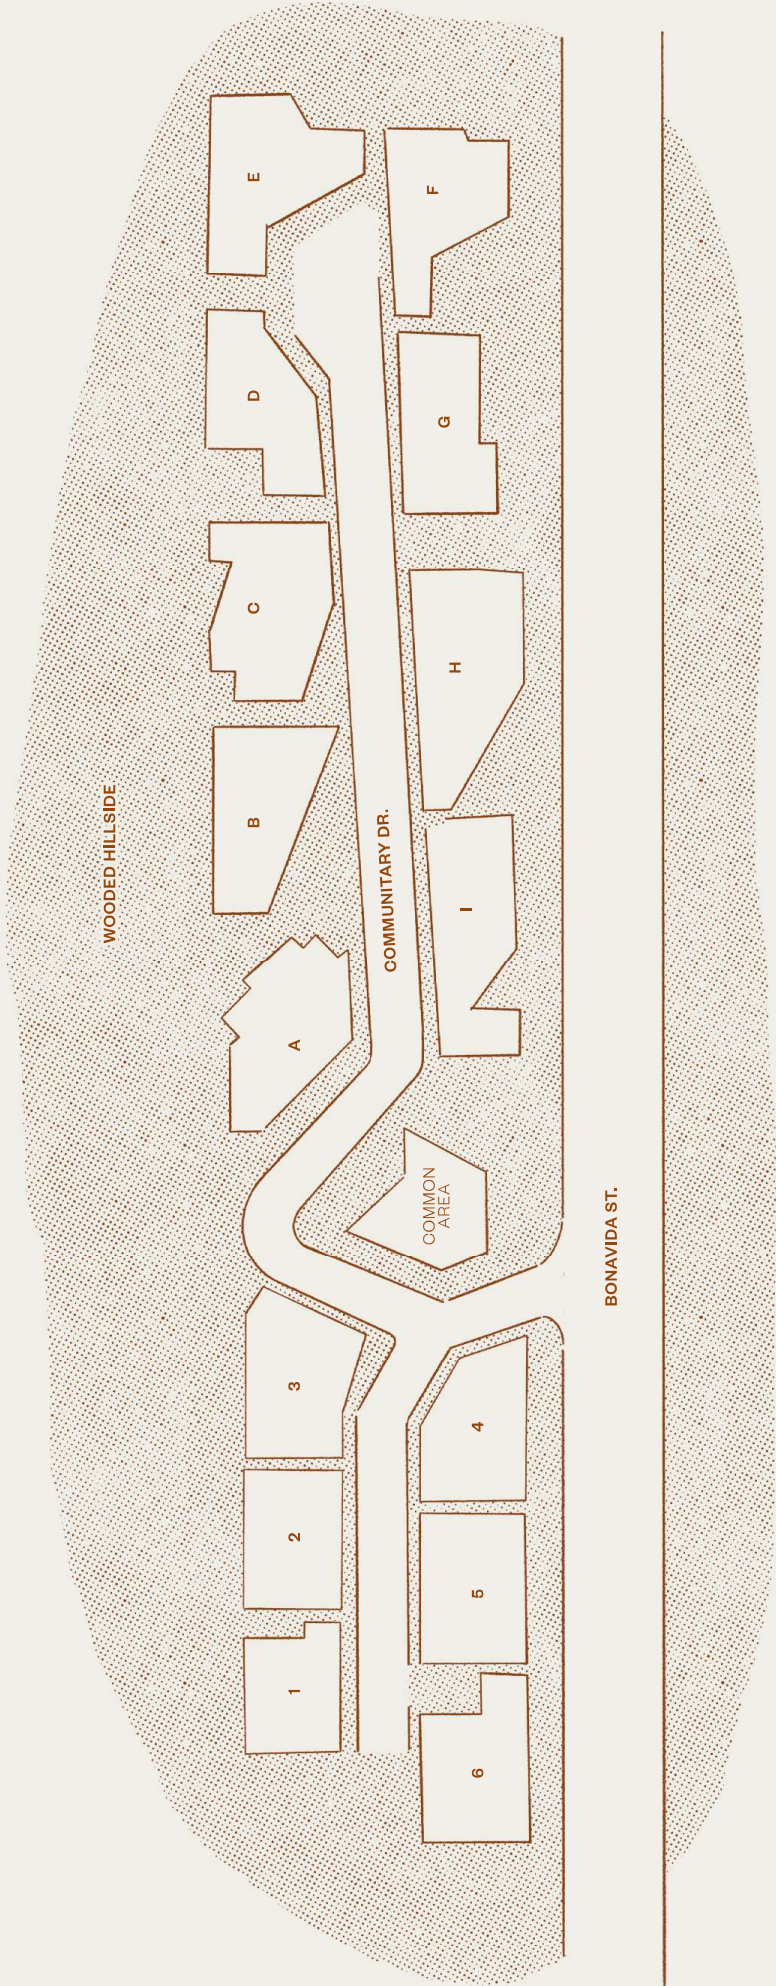 WOODED HILLSIDE
E
D
C
B
A
3
2
1
F
G
H
I
4
5
6
COMMUNITARY DR.
COMMON
AREA
BONAVIDA ST.